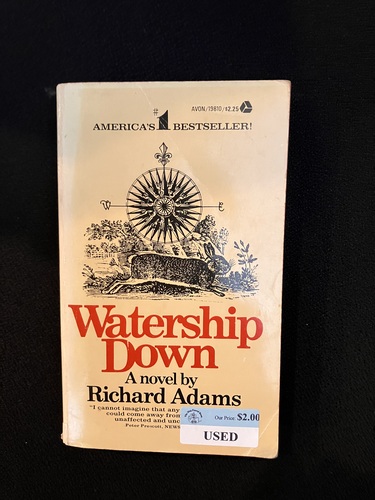 AVON/19810/$2.25
#1
AMERICA'S BESTSELLER!
W E
Watership
Down
A novel by
Richard Adams
"I cannot imagine that any
could come away from
unaffected and
Peter Prescott, NEWS
Our Price: $2.00
USED